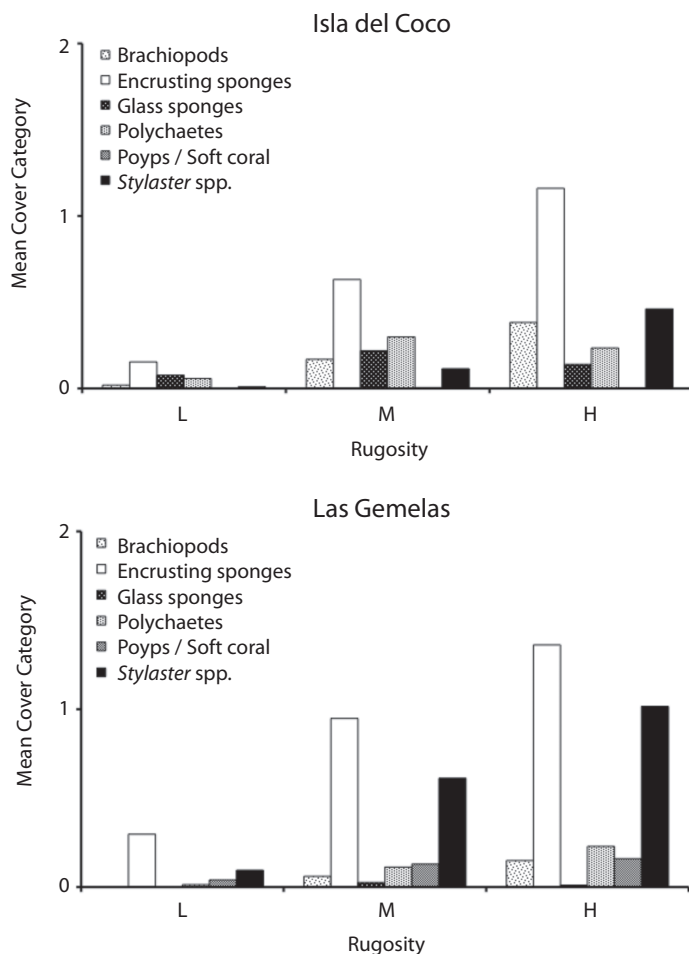 Isla del Coco
2
Brachiopods
Encrusting sponges
Glass sponges
Polychaetes
Poyps / Soft coral
Stylaster spp.
Mean Cover Category
1
0
L M H
Rugosity
Las Gemelas
2
Brachiopods
Encrusting sponges
Glass sponges
Polychaetes
Poyps / Soft coral
Stylaster spp.
Mean Cover Category
1
0
L M H
Rugosity